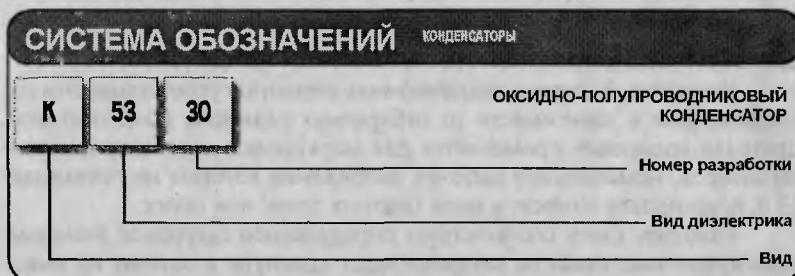 СИСТЕМА ОБОЗНАЧЕНИЙ КОНДЕНСАТОРЫ
К 53 30
ОКСИДНО-ПОЛУПРОВОДНИКОВЫЙ
КОНДЕНСАТОР
Номер разработки
Вид диэлектрика
Вид